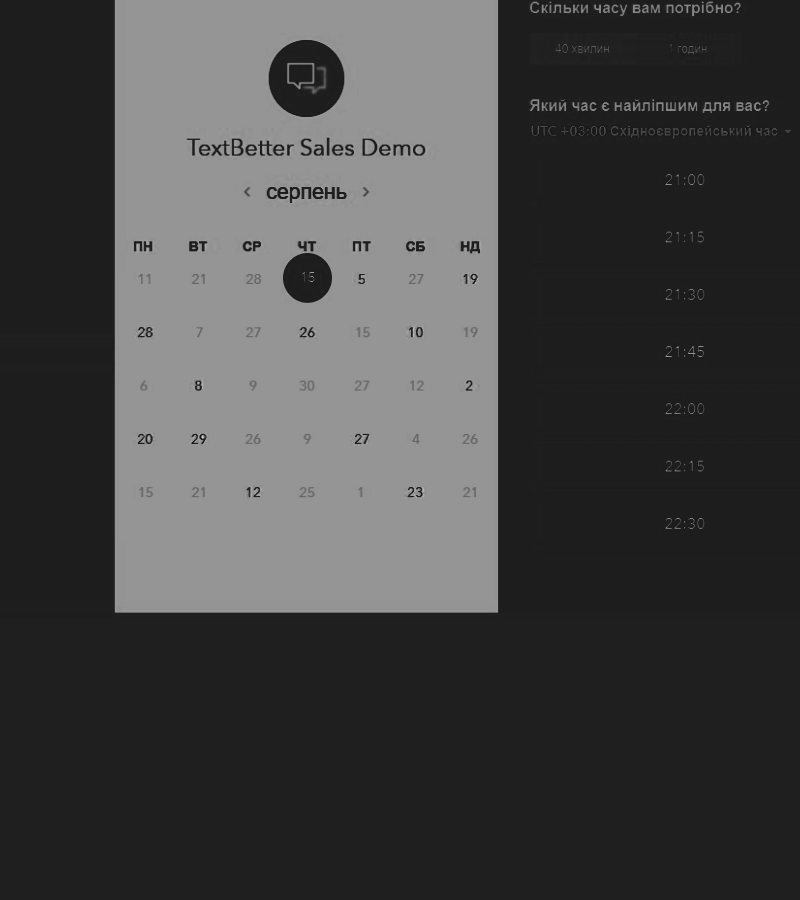 TextBetter Sales Demo
‹ серпень ›
ПН ВТ СР ЧТ ПТ СБ НД
11 21 28 15 5 27 19
28 7 27 26 15 10 19
6 8 9 30 27 12 2
20 29 26 9 27 4 26
15 21 12 25 1 23 21
Скільки часу вам потрібно?
40 хвилин 1 годин
Який час є найліпшим для вас?
UTC +03:00 Східноєвропейський час
21:00
21:15
21:30
21:45
22:00
22:15
22:30